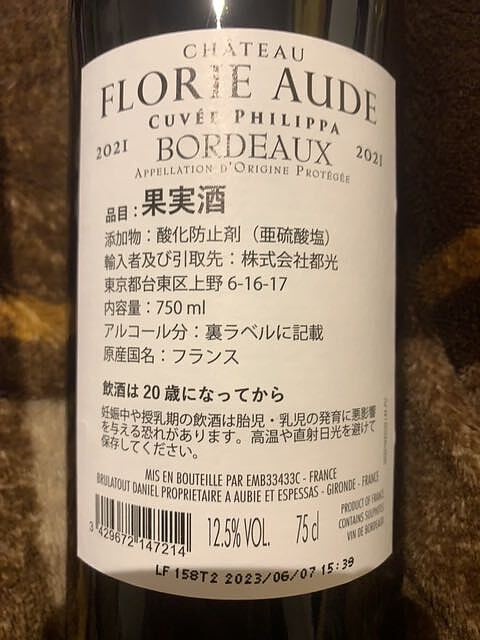 CHATEAU
FLORIE AUDE
CUVÉE PHILIPPA
2021 BORDEAUX 2021
APPELLATION D'ORIGINE PROTÉGÉE
品目：果実酒
添加物：酸化防止剤（亜硫酸塩）
輸入者及び引取先：株式会社都光
東京都台東区上野 6-16-17
内容量：750 ml
アルコール分：裏ラベルに記載
原産国名：フランス
飲酒は 20 歳になってから
妊娠中や授乳期の飲酒は胎児・乳児の発育に悪影響
を与える恐れがあります。高温や直射日光を避けて
保存してください。
MIS EN BOUTEILLE PAR EMB33433C - FRANCE
BRULATOUT DANIEL PROPRIETAIRE A AUBIE ET ESPESSAS - GIRONDE - FRANCE
3 429672 147214
12.5% VOL. 75 cl
PRODUCT OF FRANCE
CONTAINS SULPHITES
VIN DE BORDEAUX
LF 158T2 2023/06/07 15:39